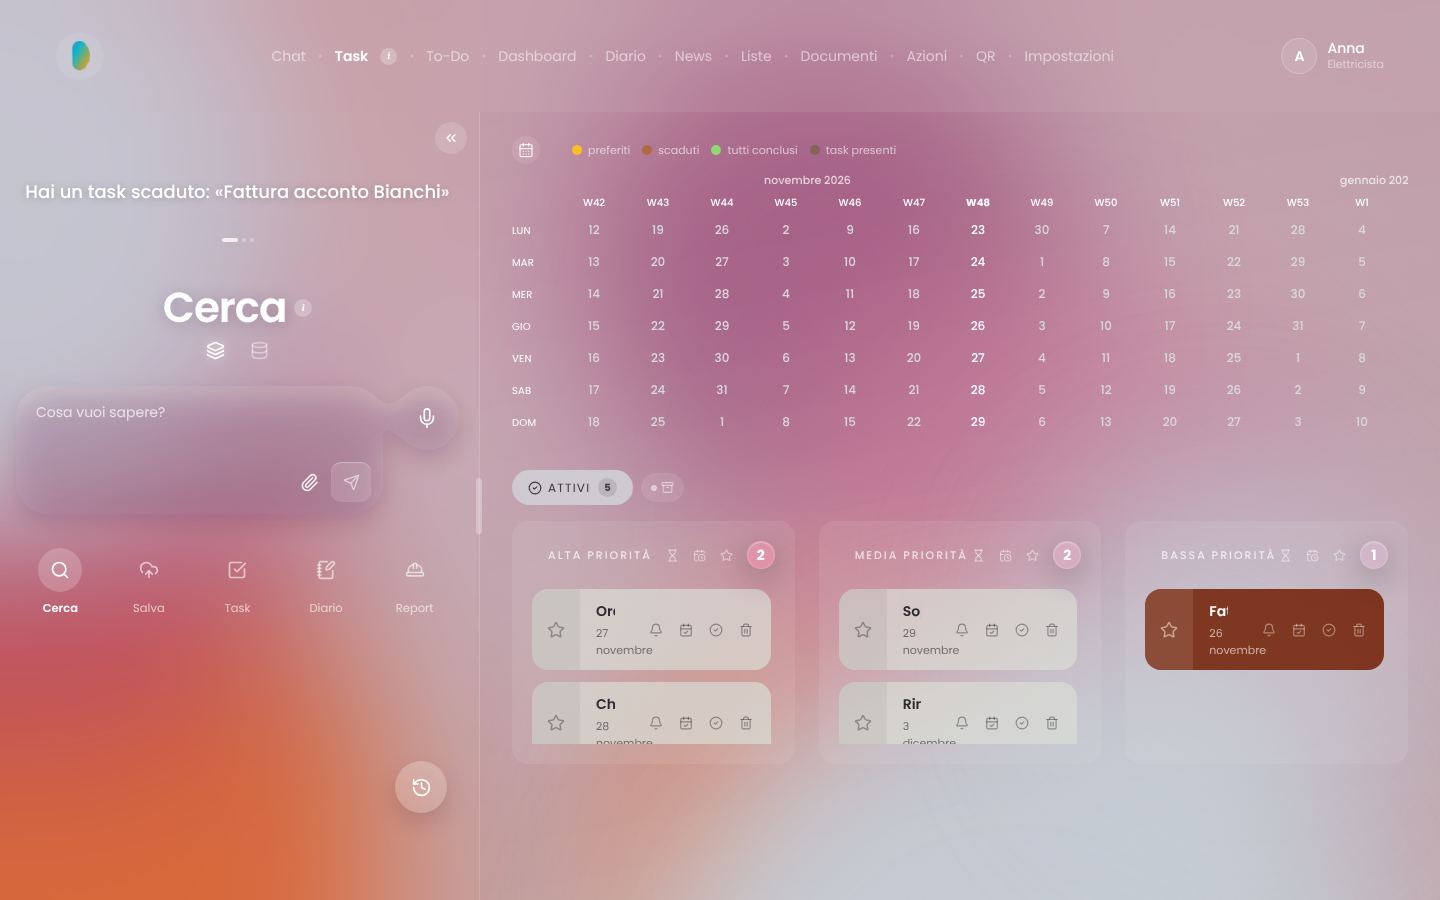 Chat • Task i • To-Do • Dashboard • Diario • News • Liste • Documenti • Azioni • QR • Impostazioni
A Anna
Elettricista
Hai un task scaduto: «Fattura acconto Bianchi»
Cerca i
Cosa vuoi sapere?
Cerca Salva Task Diario Report
preferiti scaduti tutti conclusi task presenti
novembre 2026 gennaio 202
W42 W43 W44 W45 W46 W47 W48 W49 W50 W51 W52 W53 W1
LUN 12 19 26 2 9 16 23 30 7 14 21 28 4
MAR 13 20 27 3 10 17 24 1 8 15 22 29 5
MER 14 21 28 4 11 18 25 2 9 16 23 30 6
GIO 15 22 29 5 12 19 26 3 10 17 24 31 7
VEN 16 23 30 6 13 20 27 4 11 18 25 1 8
SAB 17 24 31 7 14 21 28 5 12 19 26 2 9
DOM 18 25 1 8 15 22 29 6 13 20 27 3 10
ATTIVI 5
ALTA PRIORITÀ 2
27
novembre
Ch
28
novembre
MEDIA PRIORITÀ 2
So
29
novembre
Rir
3
dicembre
BASSA PRIORITÀ 1
26
novembre